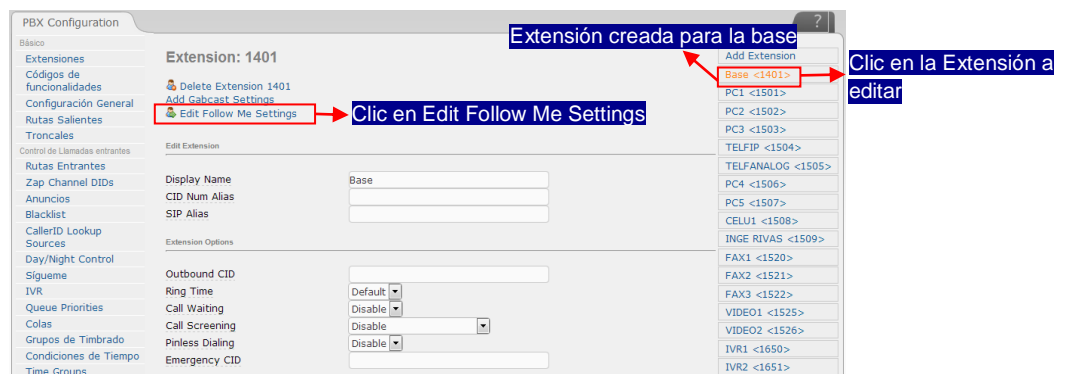 PBX Configuration
?
Básico
Extensiones
Códigos de
funcionalidades
Configuración General
Rutas Salientes
Troncales
Control de Llamadas entrantes
Rutas Entrantes
Zap Channel DIDs
Anuncios
Blacklist
CallerID Lookup
Sources
Day/Night Control
Sígueme
IVR
Queue Priorities
Colas
Grupos de Timbrado
Condiciones de Tiempo
Time Groups
Extension: 1401
Delete Extension 1401
Add Gabcast Settings
Edit Follow Me Settings
Clic en Edit Follow Me Settings
Edit Extension
Display Name Base
CID Num Alias
SIP Alias
Extension Options
Outbound CID
Ring Time Default
Call Waiting Disable
Call Screening Disable
Pinless Dialing Disable
Emergency CID
Extensión creada para la base
Add Extension
Base <1401>
PC1 <1501>
PC2 <1502>
PC3 <1503>
TELFIP <1504>
TELFANALOG <1505>
PC4 <1506>
PC5 <1507>
CELU1 <1508>
INGE RIVAS <1509>
FAX1 <1520>
FAX2 <1521>
FAX3 <1522>
VIDEO1 <1525>
VIDEO2 <1526>
IVR1 <1650>
IVR2 <1651>
Clic en la Extensión a
editar